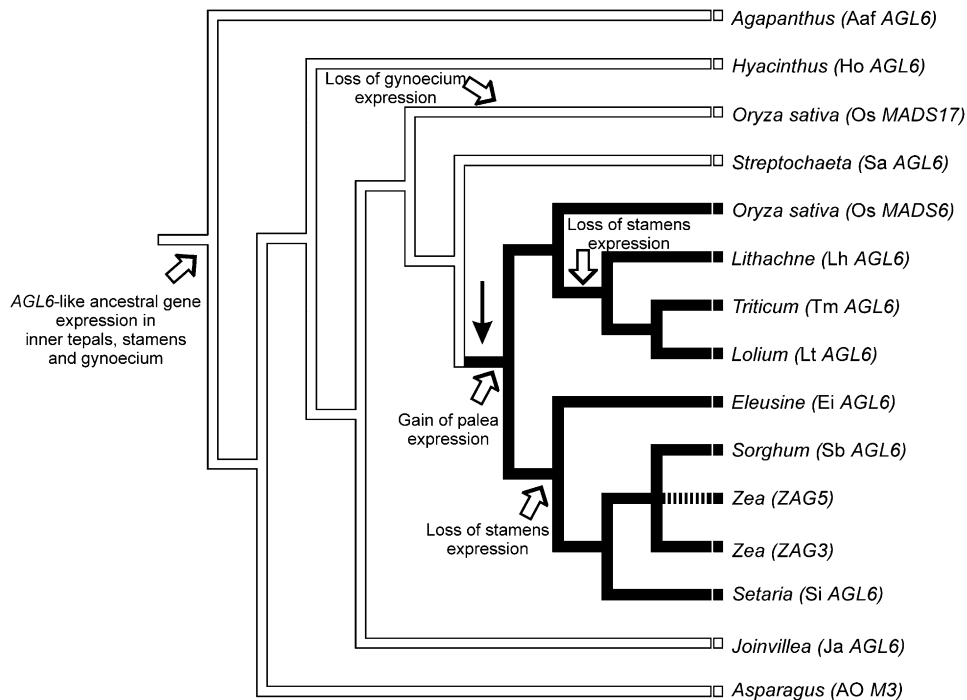 Agapanthus (Aaf AGL6)
Hyacinthus (Ho AGL6)
Loss of gynoecium
expression
Oryza sativa (Os MADS17)
Streptochaeta (Sa AGL6)
Oryza sativa (Os MADS6)
Loss of stamens
expression
Lithachne (Lh AGL6)
AGL6-like ancestral gene
expression in
inner tepals, stamens
and gynoecium
Triticum (Tm AGL6)
Lolium (Lt AGL6)
Gain of palea
expression
Eleusine (Ei AGL6)
Sorghum (Sb AGL6)
Zea (ZAG5)
Loss of stamens
expression
Zea (ZAG3)
Setaria (Si AGL6)
Joinvillea (Ja AGL6)
Asparagus (AO M3)